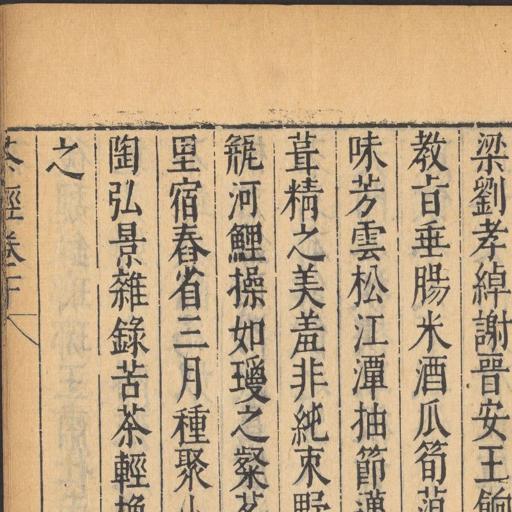 梁劉孝綽謝晉安王餉
教旨垂腸米酒瓜筍菹
味芳雲松江潭抽節邁
葺精之美羞非純束野
毹河鯉操如瓊之粲茗
里宿舂省三月種聚小
陶弘景雜錄苦茶輕換
之
茶經卷下